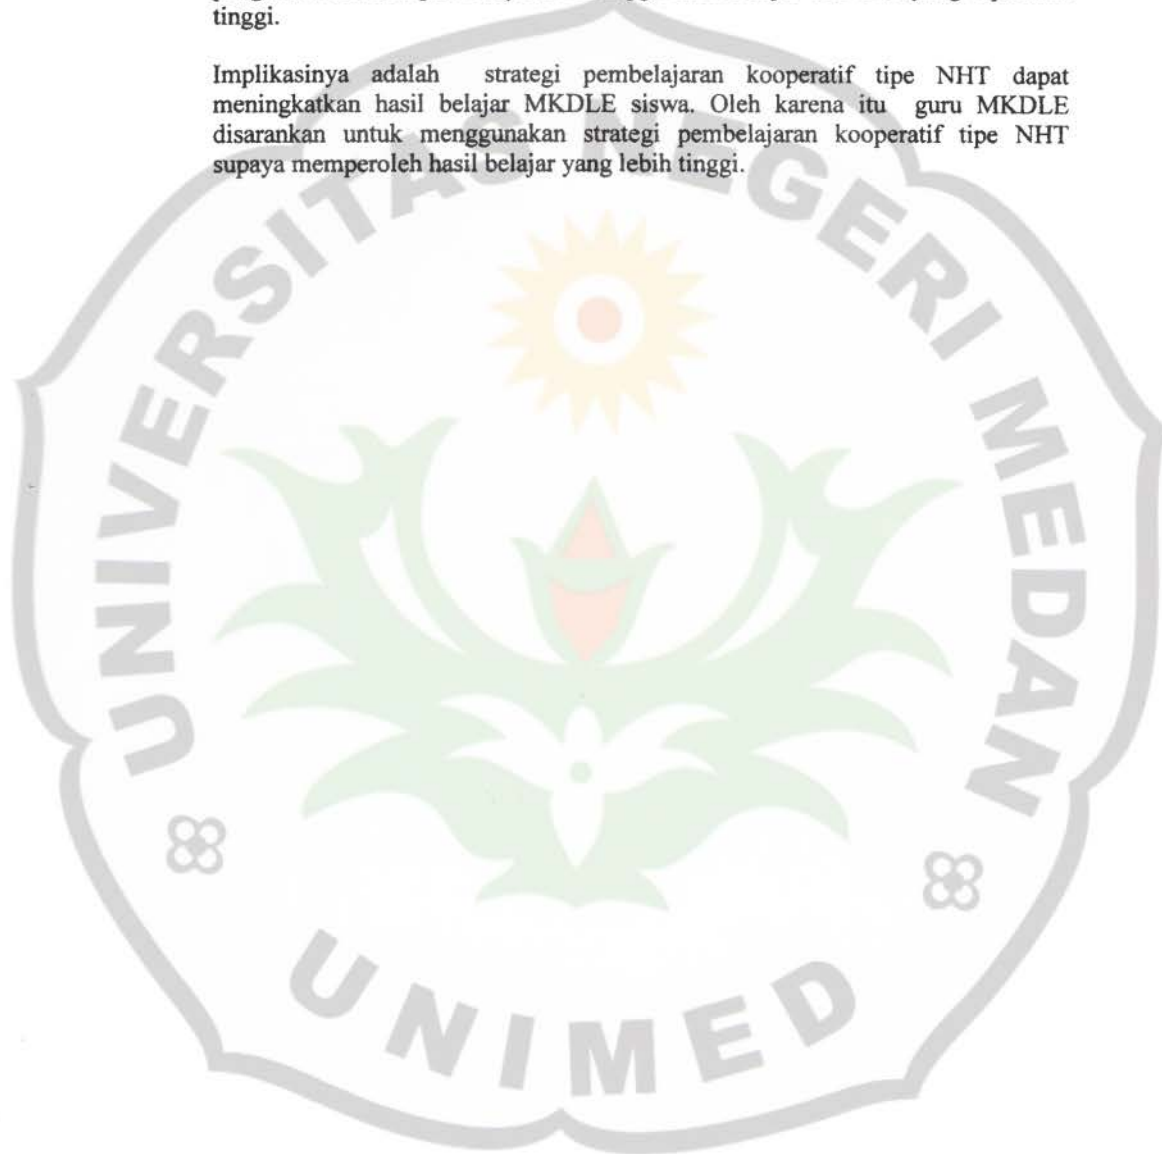 tinggi.
Implikasinya adalah strategi pembelajaran kooperatif tipe NHT dapat
meningkatkan hasil belajar MKDLE siswa. Oleh karena itu guru MKDLE
disarankan untuk menggunakan strategi pembelajaran kooperatif tipe NHT
supaya memperoleh hasil belajar yang lebih tinggi.
UNIVERSITAS NEGERI MEDAN
UNIMED